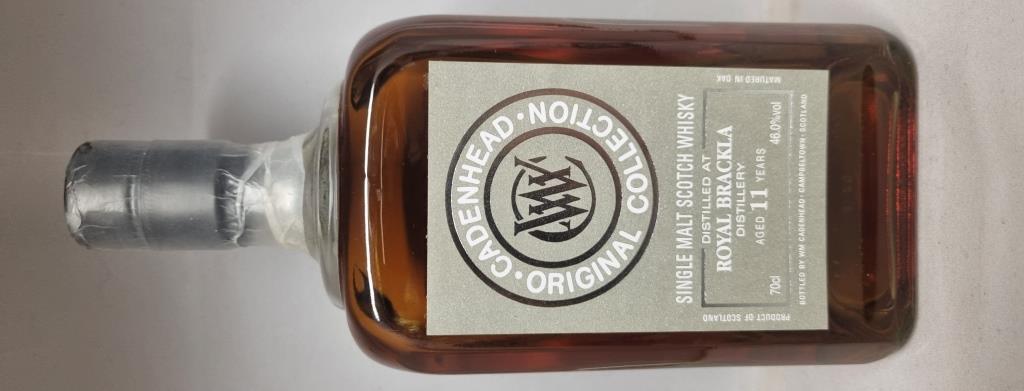 CADENHEAD • ORIGINAL COLLECTION •
WM
SINGLE MALT SCOTCH WHISKY
DISTILLED AT
ROYAL BRACKLA
DISTILLERY
AGED 11 YEARS
70cl 46.0%vol
PRODUCT OF SCOTLAND
MATURED IN OAK
BOTTLED BY WM CADENHEAD • CAMPBELTOWN • SCOTLAND